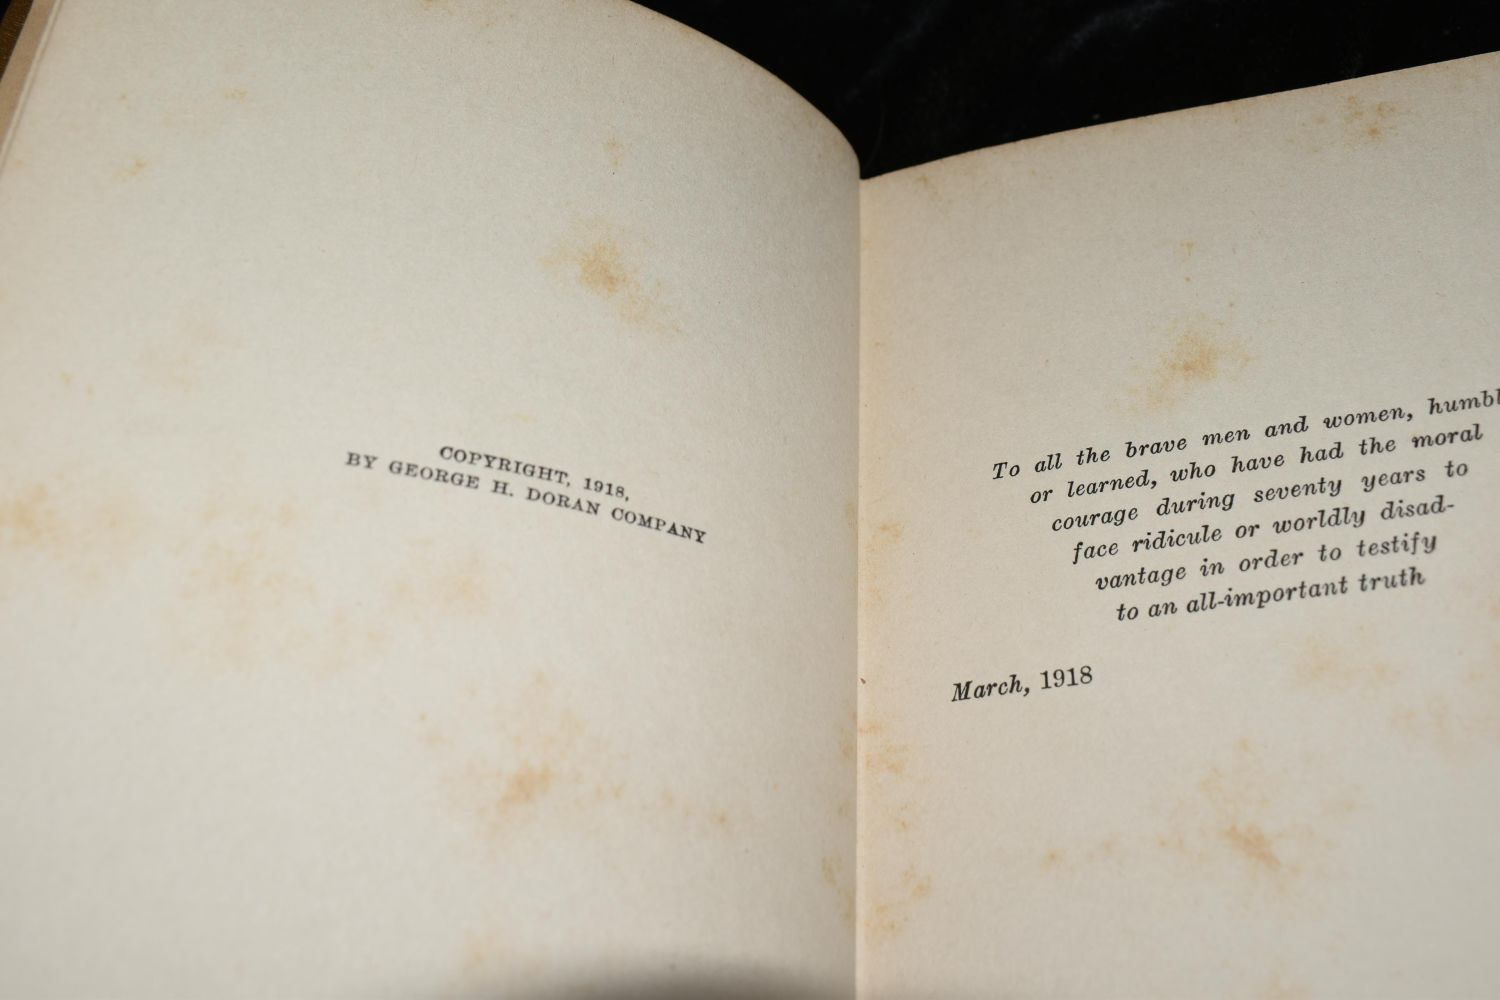 COPYRIGHT, 1918,
BY GEORGE H. DORAN COMPANY
To all the brave men and women, humbl
or learned, who have had the moral
courage during seventy years to
face ridicule or worldly disad-
vantage in order to testify
to an all-important truth
March, 1918